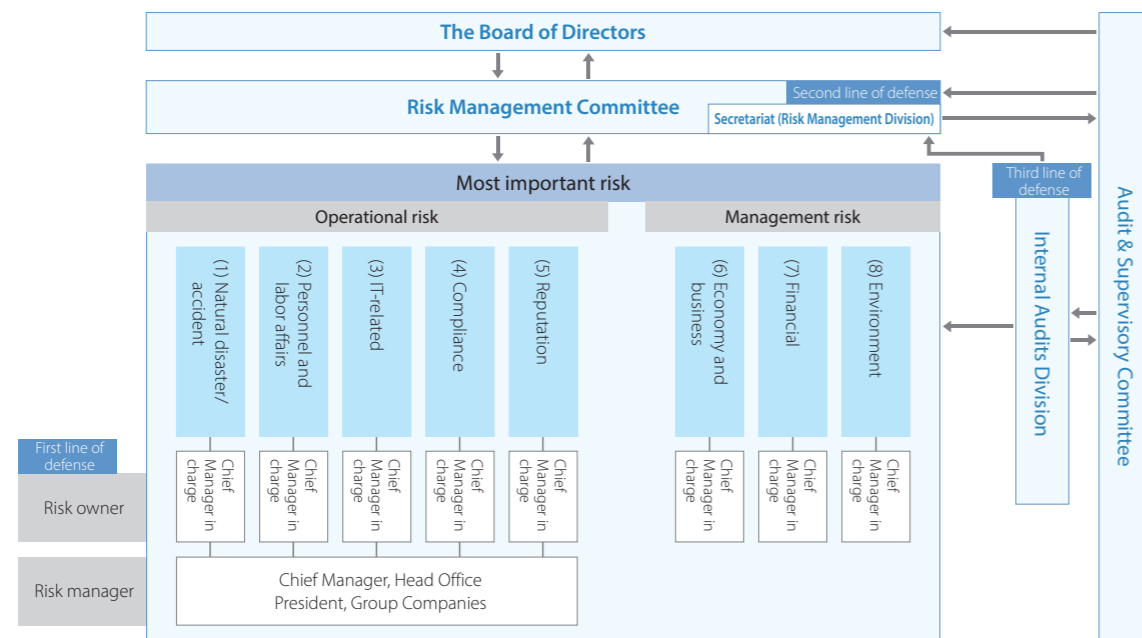 The Board of Directors
Second line of defense
Risk Management Committee
Secretariat (Risk Management Division)
Third line of
defense
Most important risk
Operational risk
Management risk
(1) Natural disaster/
accident
(2) Personnel and
labor affairs
(3) IT-related
(4) Compliance
(5) Reputation
(6) Economy and
business
(7) Financial
(8) Environment
Internal Audits Division
Audit & Supervisory Committee
First line of
defense
Risk owner
Chief
Manager in
charge
Chief
Manager in
charge
Chief
Manager in
charge
Chief
Manager in
charge
Chief
Manager in
charge
Chief
Manager in
charge
Chief
Manager in
charge
Chief
Manager in
charge
Risk manager
Chief Manager, Head Office
President, Group Companies